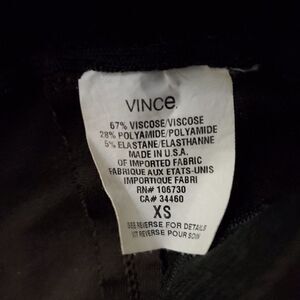 VINCE.
67% VISCOSE/VISCOSE
28% POLYAMIDE/POLYAMIDE
5% ELASTANE/ELASTHANNE
MADE IN U.S.A.
OF IMPORTED FABRIC
FABRIQUE AUX ETATS-UNIS
IMPORTIQUE FABRI
RN# 106730
CA# 34460
XS
SEE REVERSE FOR DETAILS
VIT REVERSE POUR SOIN